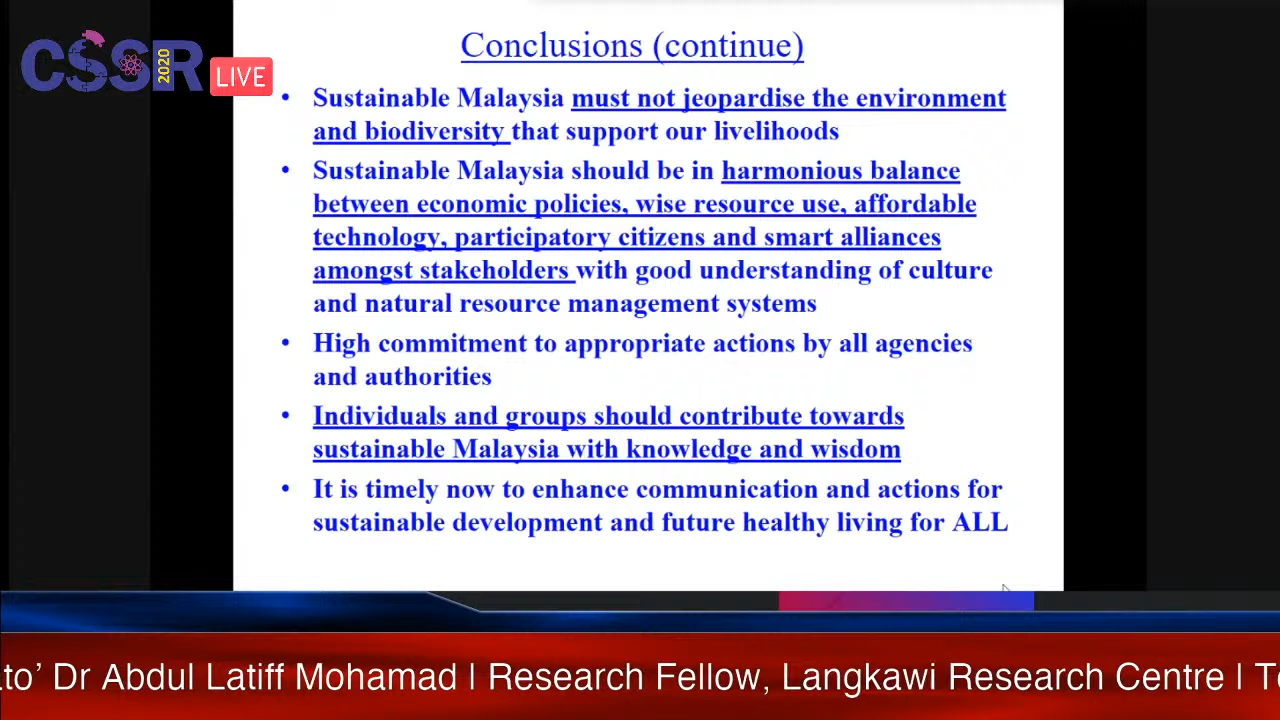 CSSR 2020
LIVE
Conclusions (continue)
• Sustainable Malaysia must not jeopardise the environment
and biodiversity that support our livelihoods
• Sustainable Malaysia should be in harmonious balance
between economic policies, wise resource use, affordable
technology, participatory citizens and smart alliances
amongst stakeholders with good understanding of culture
and natural resource management systems
• High commitment to appropriate actions by all agencies
and authorities
• Individuals and groups should contribute towards
sustainable Malaysia with knowledge and wisdom
• It is timely now to enhance communication and actions for
sustainable development and future healthy living for ALL
to’ Dr Abdul Latiff Mohamad | Research Fellow, Langkawi Research Centre |